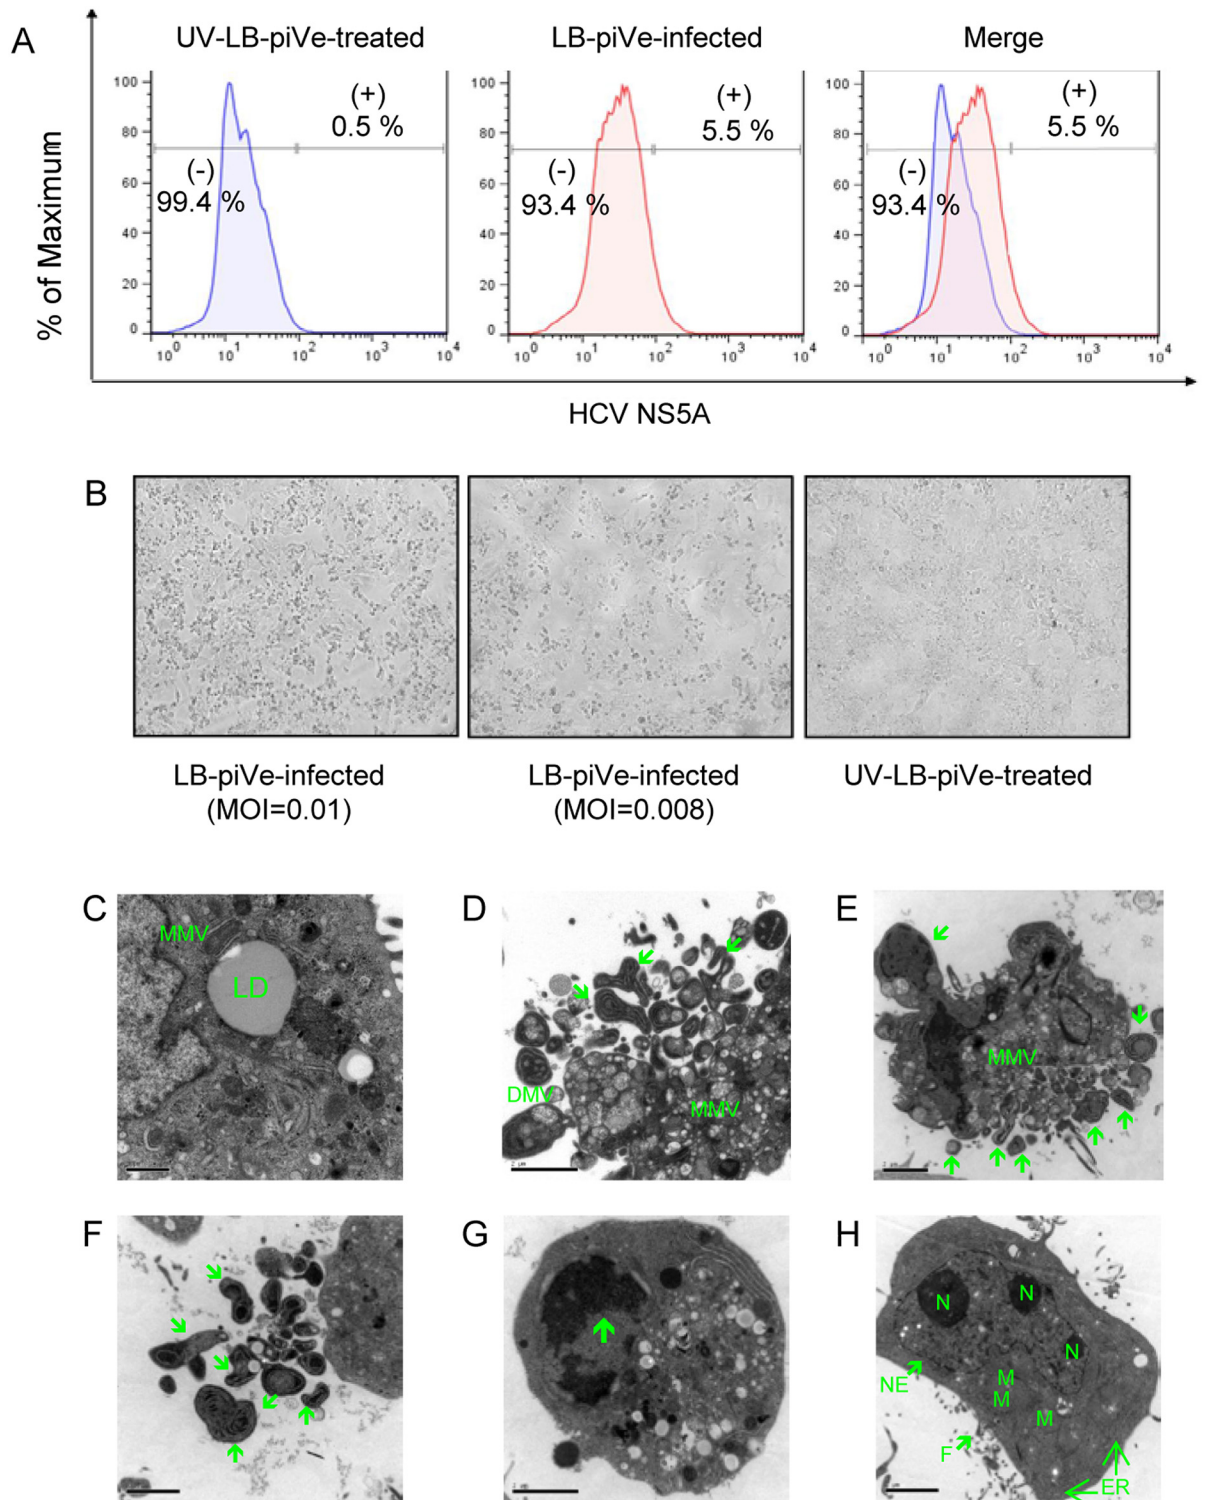 A
UV-LB-piVe-treated
LB-piVe-infected
Merge
% of Maximum
100
80
60
40
20
0
(+)
0.5 %
(-)
99.4 %
10^0
10^1
10^2
10^3
10^4
100
80
60
40
20
0
(+)
5.5 %
(-)
93.4 %
10^0
10^1
10^2
10^3
10^4
100
80
60
40
20
0
(+)
5.5 %
(-)
93.4 %
10^0
10^1
10^2
10^3
10^4
HCV NS5A
B
LB-piVe-infected
(MOI=0.01)
LB-piVe-infected
(MOI=0.008)
UV-LB-piVe-treated
C
MMV
LD
D
DMV
MMV
2 µm
E
MMV
2 µm
F
G
H
N
N
N
NE
M
M
M
F
ER